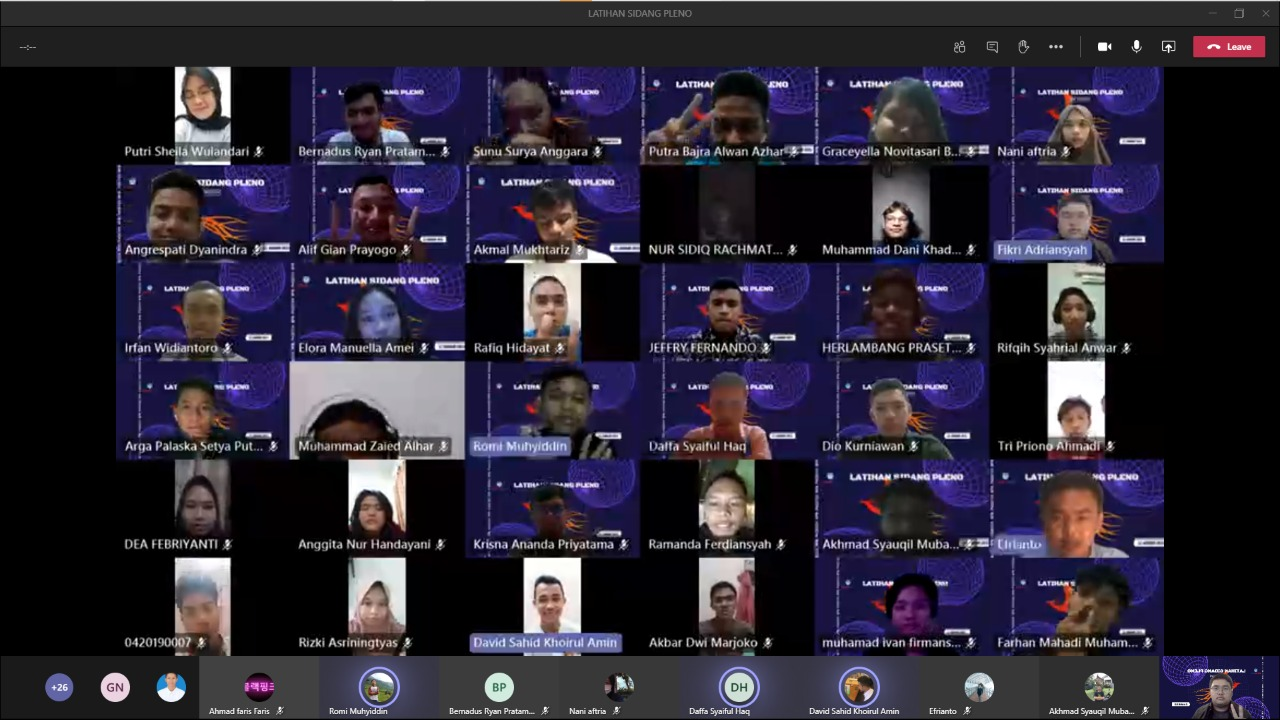 LATIHAN SIDANG PLENO
--:--
Leave
Putri Sheila Wulandari
Bernadus Ryan Pratam...
Sunu Surya Anggara
Putra Bajra Alwan Azhar
Graceyella Novitasari B...
Nani aftria
Angrespati Dyanindra
Alif Gian Prayogo
Akmal Mukhtariz
NUR SIDIQ RACHMAT...
Muhammad Dani Khad...
Fikri Adriansyah
Irfan Widiantoro
Elora Manuella Amei
Rafiq Hidayat
JEFFRY FERNANDO
HERLAMBANG PRASET...
Rifqih Syahrial Anwar
Arga Palaska Setya Put...
Muhammad Zaied Alhar
Romi Muhyiddin
Daffa Syaiful Haq
Dio Kurniawan
Tri Priono Ahmadi
DEA FEBRIYANTI
Anggita Nur Handayani
Krisna Ananda Priyatama
Ramanda Ferdiansyah
Akhmad Syauqil Muba...
Efrianto
0420190007
Rizki Asriningtyas
David Sahid Khoirul Amin
Akbar Dwi Marjoko
muhamad ivan firmans...
Farhan Mahadi Muham...
+26
GN
Ahmad faris Faris
Romi Muhyiddin
BP
Bernadus Ryan Pratam...
Nani aftria
DH
Daffa Syaiful Haq
David Sahid Khoirul Amin
Efrianto
Akhmad Syauqil Muba...